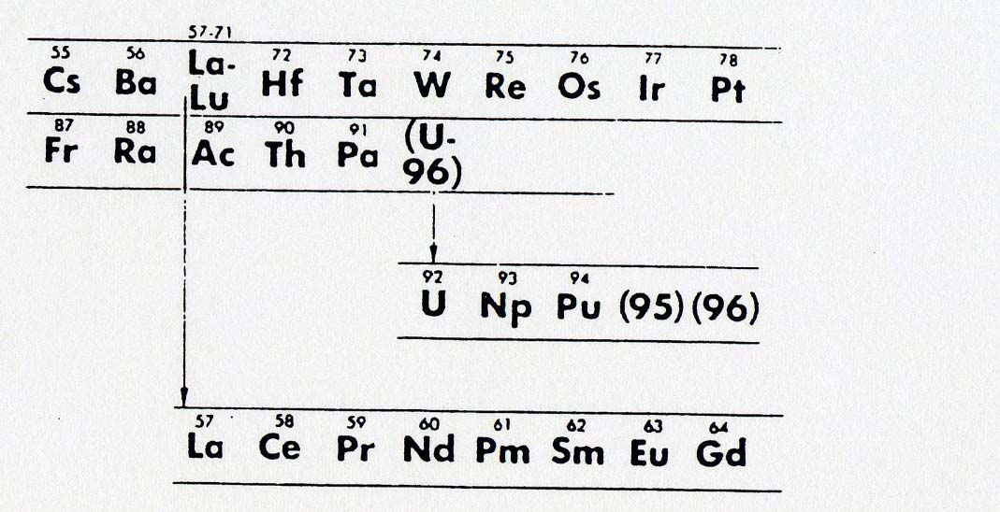 57-71
55 56 72 73 74 75 76 77 78
Cs Ba La-Lu Hf Ta W Re Os Ir Pt
87 88 89 90 91
Fr Ra Ac Th Pa (U-96)
92 93 94
U Np Pu (95) (96)
57 58 59 60 61 62 63 64
La Ce Pr Nd Pm Sm Eu Gd